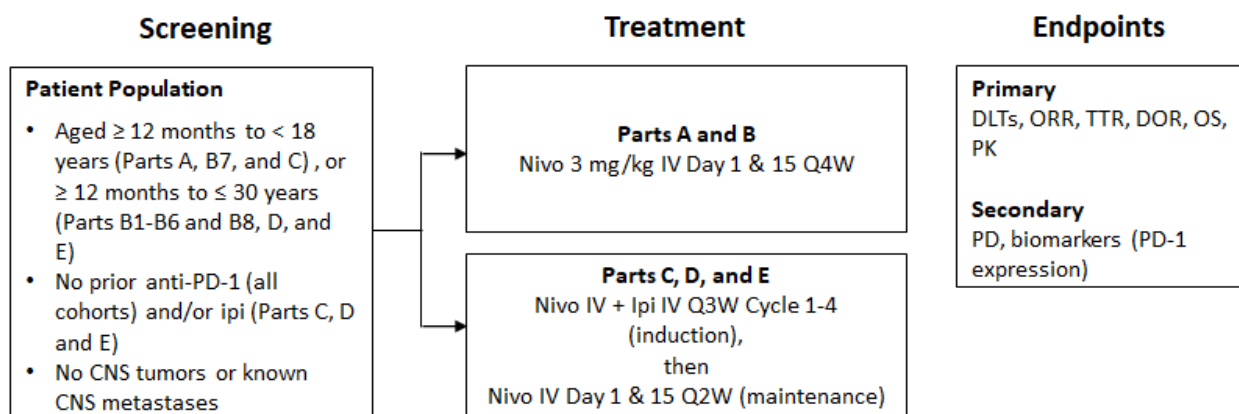 Screening
Treatment
Endpoints
Patient Population
• Aged ≥ 12 months to < 18
years (Parts A, B7, and C) , or
≥ 12 months to ≤ 30 years
(Parts B1-B6 and B8, D, and
E)
• No prior anti-PD-1 (all
cohorts) and/or ipi (Parts C, D
and E)
• No CNS tumors or known
CNS metastases
Parts A and B
Nivo 3 mg/kg IV Day 1 & 15 Q4W
Parts C, D, and E
Nivo IV + Ipi IV Q3W Cycle 1-4
(induction),
then
Nivo IV Day 1 & 15 Q2W (maintenance)
Primary
DLTs, ORR, TTR, DOR, OS,
PK
Secondary
PD, biomarkers (PD-1
expression)